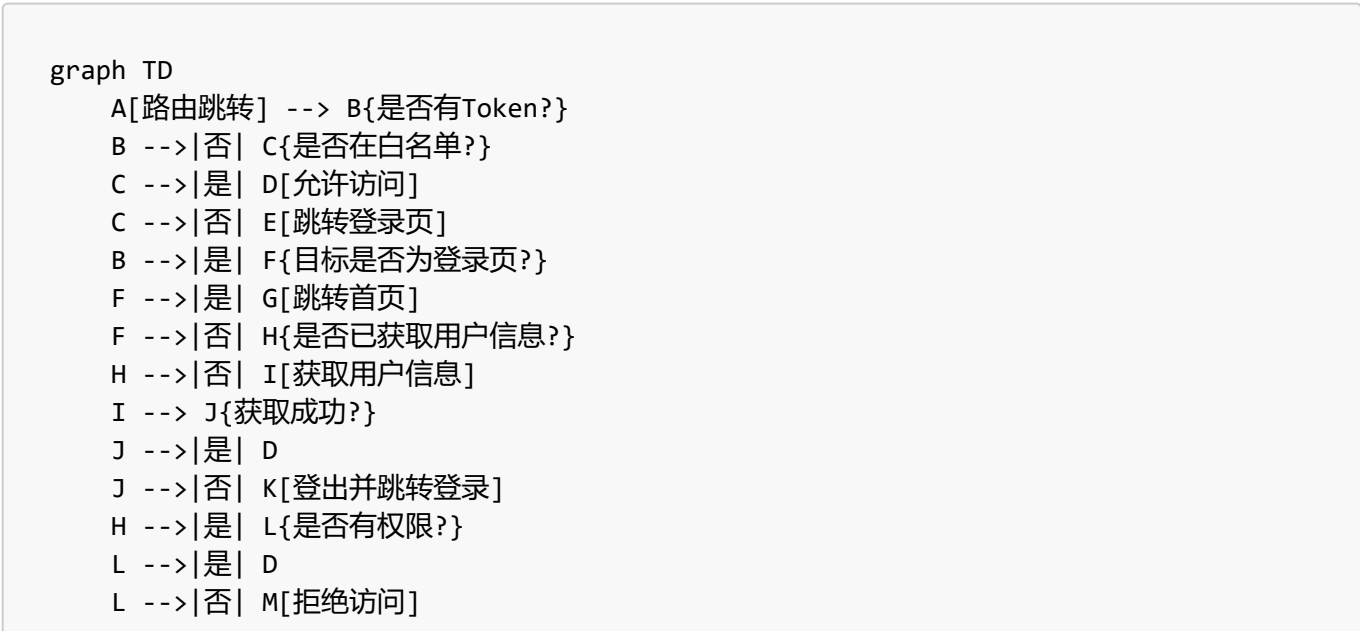 graph TD
    A[路由跳转] --> B{是否有Token?}
    B -->|否| C{是否在白名单?}
    C -->|是| D[允许访问]
    C -->|否| E[跳转登录页]
    B -->|是| F{目标是否为登录页?}
    F -->|是| G[跳转首页]
    F -->|否| H{是否已获取用户信息?}
    H -->|否| I[获取用户信息]
    I --> J{获取成功?}
    J -->|是| D
    J -->|否| K[登出并跳转登录]
    H -->|是| L{是否有权限?}
    L -->|是| D
    L -->|否| M[拒绝访问]